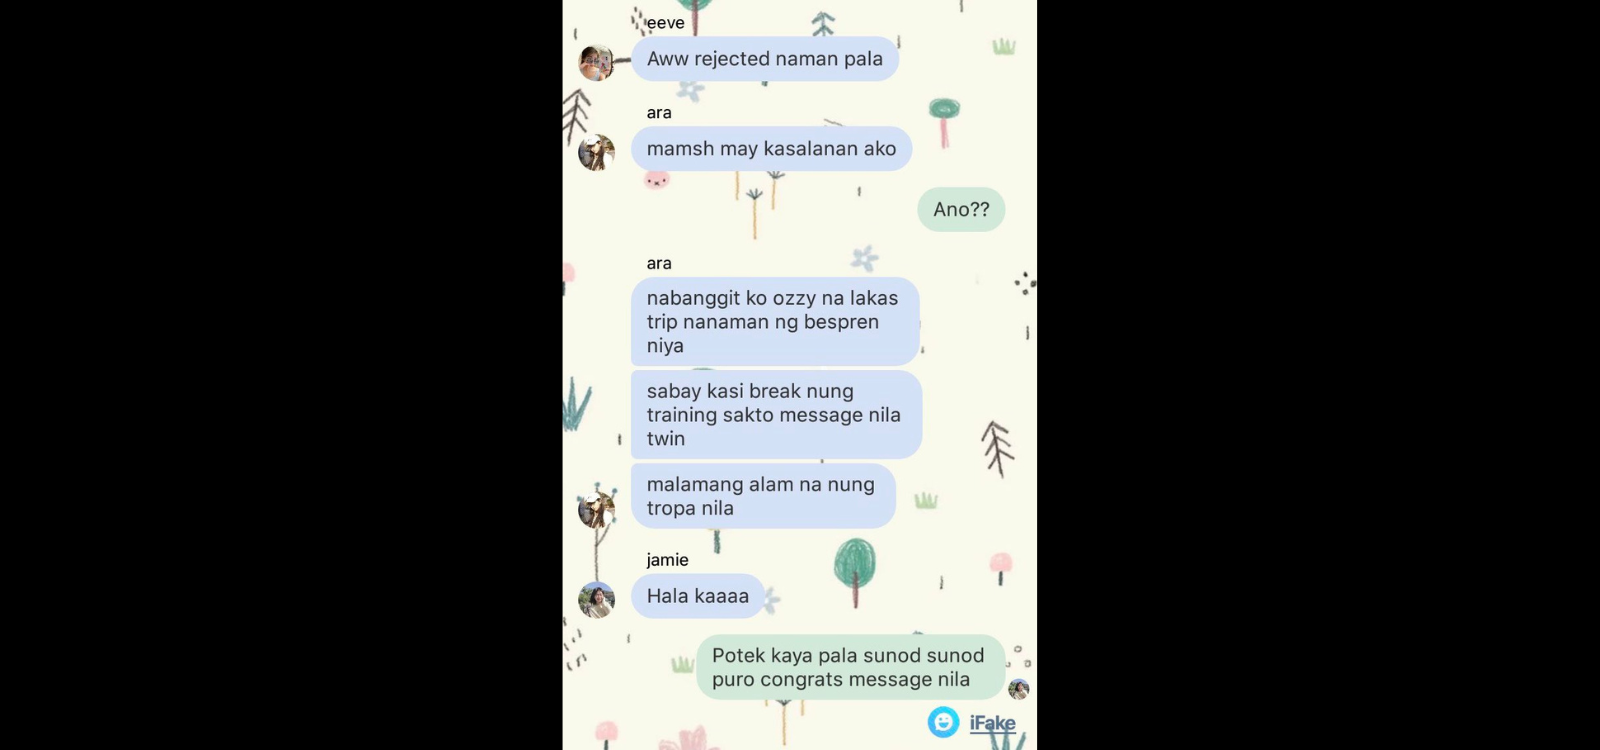 eeve
Aww rejected naman pala
ara
mamsh may kasalanan ako
Ano??
ara
nabanggit ko ozzy na lakas
trip nanaman ng bespren
niya
sabay kasi break nung
training sakto message nila
twin
malamang alam na nung
tropa nila
jamie
Hala kaaaa
Potek kaya pala sunod sunod
puro congrats message nila
iFake